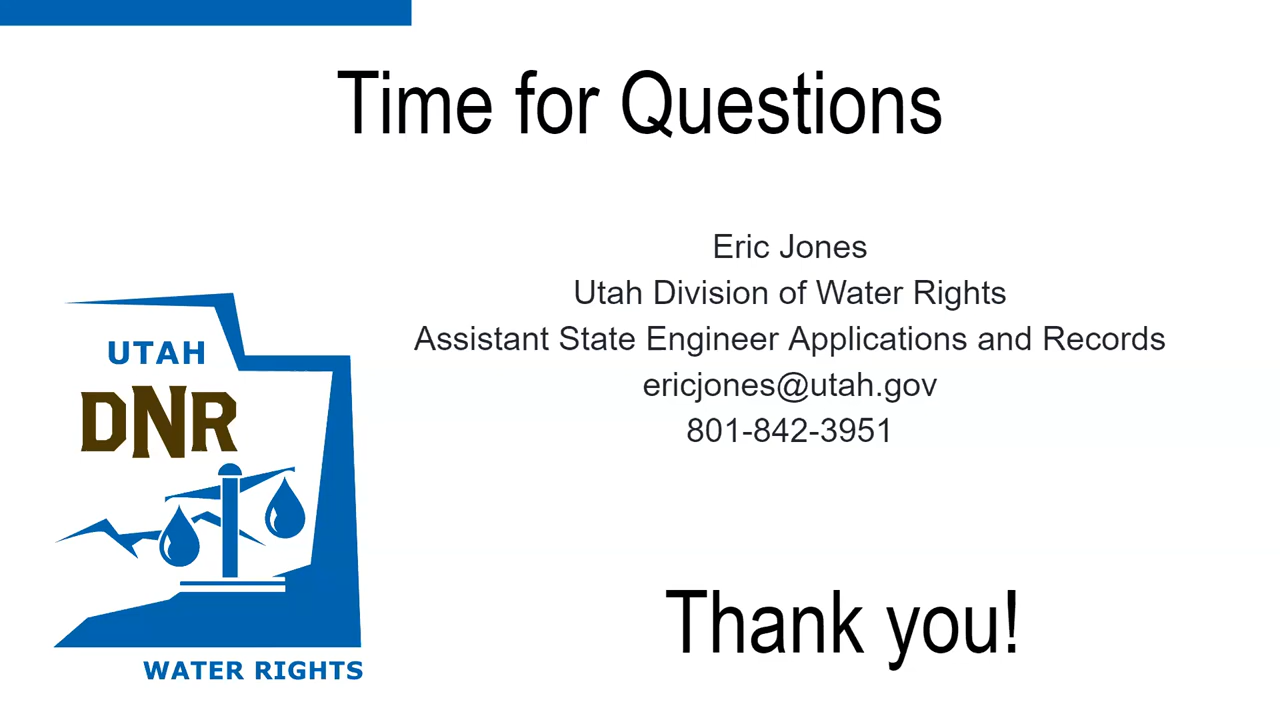 Time for Questions
Eric Jones
Utah Division of Water Rights
Assistant State Engineer Applications and Records
ericjones@utah.gov
801-842-3951
UTAH
DNR
WATER RIGHTS
Thank you!